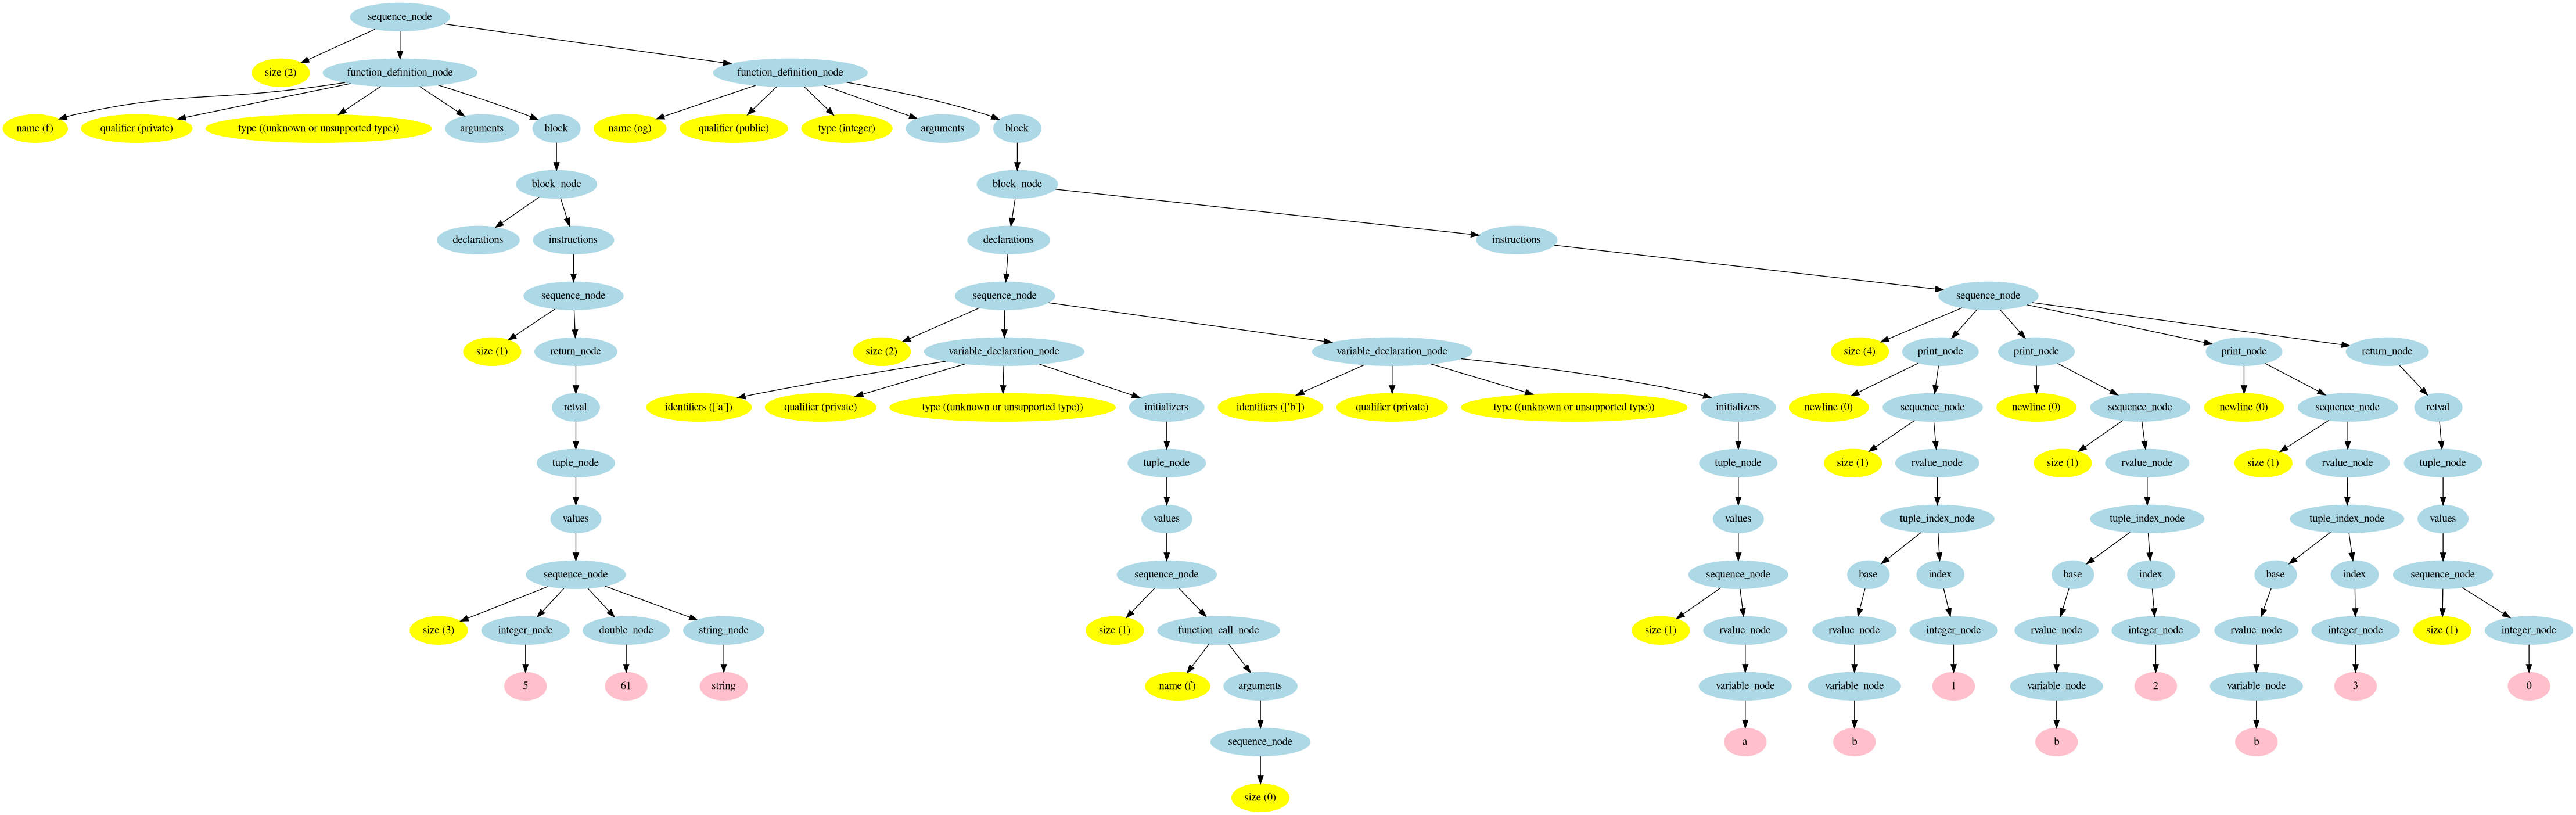 sequence_node
size (2)
function_definition_node
function_definition_node
name (f)
qualifier (private)
type ((unknown or unsupported type))
arguments
block
name (og)
qualifier (public)
type (integer)
arguments
block
block_node
block_node
declarations
instructions
declarations
instructions
sequence_node
sequence_node
sequence_node
size (1)
return_node
size (2)
variable_declaration_node
variable_declaration_node
size (4)
print_node
print_node
print_node
return_node
retval
identifiers (['a'])
qualifier (private)
type ((unknown or unsupported type))
initializers
identifiers (['b'])
qualifier (private)
type ((unknown or unsupported type))
initializers
newline (0)
sequence_node
newline (0)
sequence_node
newline (0)
sequence_node
retval
tuple_node
tuple_node
tuple_node
size (1)
rvalue_node
size (1)
rvalue_node
size (1)
rvalue_node
tuple_node
values
values
values
tuple_index_node
tuple_index_node
tuple_index_node
values
sequence_node
sequence_node
sequence_node
base
index
base
index
base
index
sequence_node
size (3)
integer_node
double_node
string_node
size (1)
function_call_node
size (1)
rvalue_node
rvalue_node
integer_node
rvalue_node
integer_node
rvalue_node
integer_node
size (1)
integer_node
5
61
string
name (f)
arguments
variable_node
variable_node
1
variable_node
2
variable_node
3
0
sequence_node
a
b
b
b
size (0)